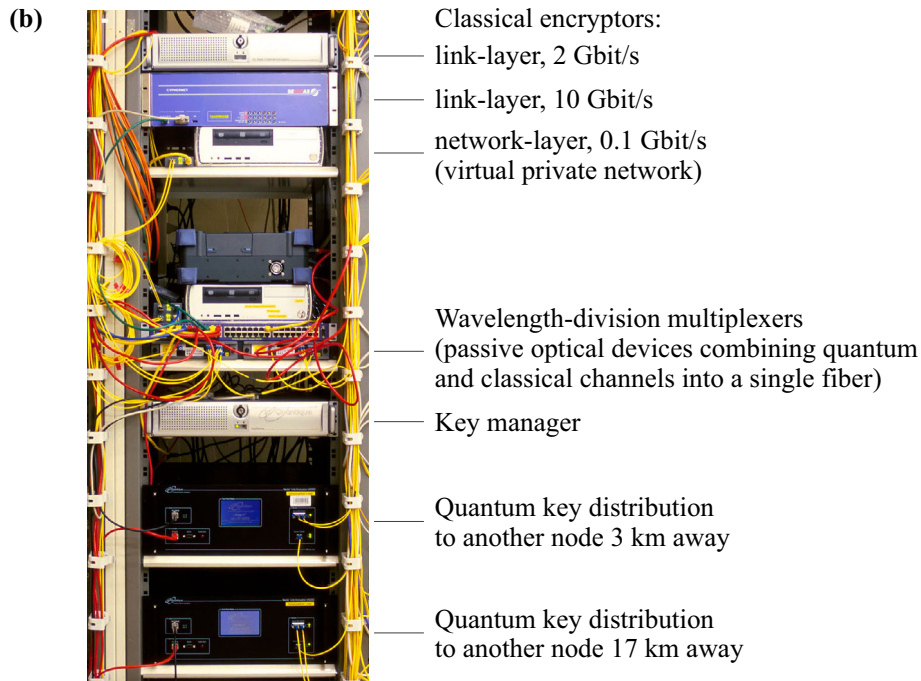 (b)
Classical encryptors:
link-layer, 2 Gbit/s
link-layer, 10 Gbit/s
network-layer, 0.1 Gbit/s
(virtual private network)
Wavelength-division multiplexers
(passive optical devices combining quantum
and classical channels into a single fiber)
Key manager
Quantum key distribution
to another node 3 km away
Quantum key distribution
to another node 17 km away